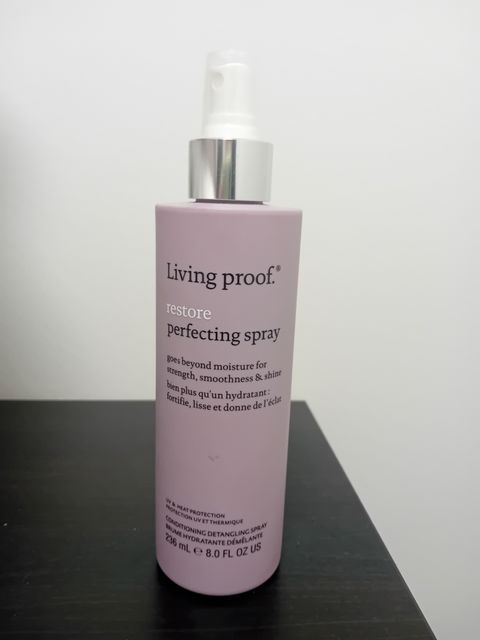 Living proof.®
restore
perfecting spray
goes beyond moisture for
strength, smoothness & shine
bien plus qu'un hydratant :
fortifie, lisse et donne de l'éclat
UV & HEAT PROTECTION
PROTECTION UV ET THERMIQUE
CONDITIONING DETANGLING SPRAY
BRUME HYDRATANTE DÉMÊLANTE
236 mL ℮ 8.0 FL OZ US